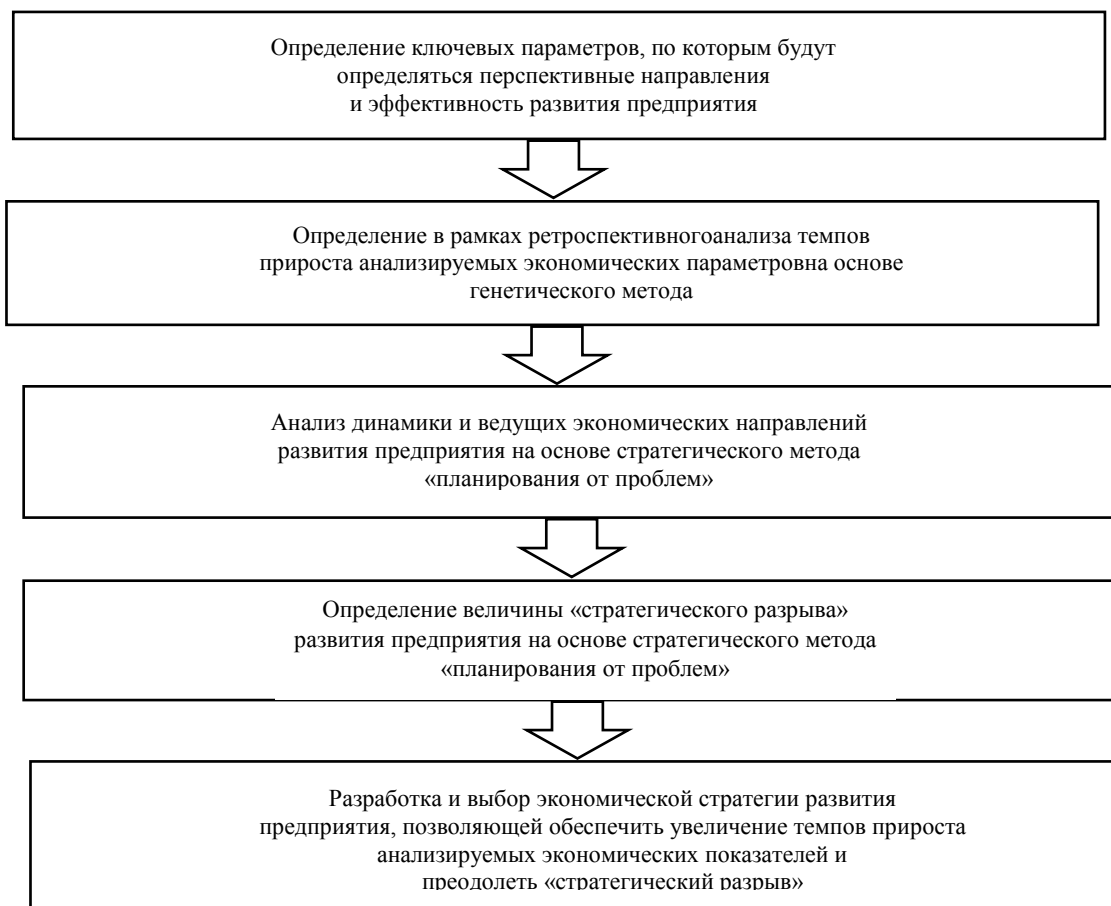 Определение ключевых параметров, по которым будут
определяться перспективные направления
и эффективность развития предприятия
Определение в рамках ретроспективногоанализа темпов
прироста анализируемых экономических параметровна основе
генетического метода
Анализ динамики и ведущих экономических направлений
развития предприятия на основе стратегического метода
«планирования от проблем»
Определение величины «стратегического разрыва»
развития предприятия на основе стратегического метода
«планирования от проблем»
Разработка и выбор экономической стратегии развития
предприятия, позволяющей обеспечить увеличение темпов прироста
анализируемых экономических показателей и
преодолеть «стратегический разрыв»